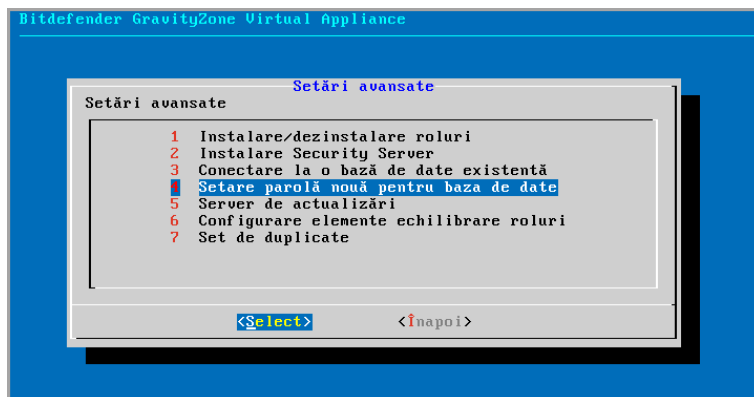 Bitdefender GravityZone Virtual Appliance
Setări avansate
Setări avansate
1 Instalare/dezinstalare roluri
2 Instalare Security Server
3 Conectare la o bază de date existentă
4 Setare parolă nouă pentru baza de date
5 Server de actualizări
6 Configurare elemente echilibrare roluri
7 Set de duplicate
<Select> <Înapoi>